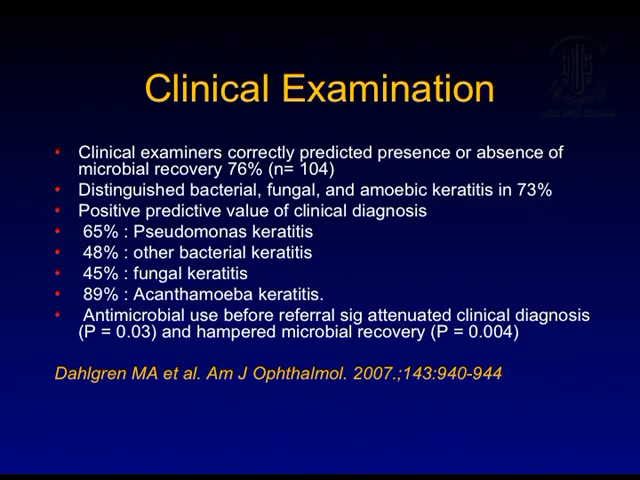 Clinical Examination
• Clinical examiners correctly predicted presence or absence of
microbial recovery 76% (n= 104)
• Distinguished bacterial, fungal, and amoebic keratitis in 73%
• Positive predictive value of clinical diagnosis
• 65% : Pseudomonas keratitis
• 48% : other bacterial keratitis
• 45% : fungal keratitis
• 89% : Acanthamoeba keratitis.
• Antimicrobial use before referral sig attenuated clinical diagnosis
(P = 0.03) and hampered microbial recovery (P = 0.004)
Dahlgren MA et al. Am J Ophthalmol. 2007.;143:940-944